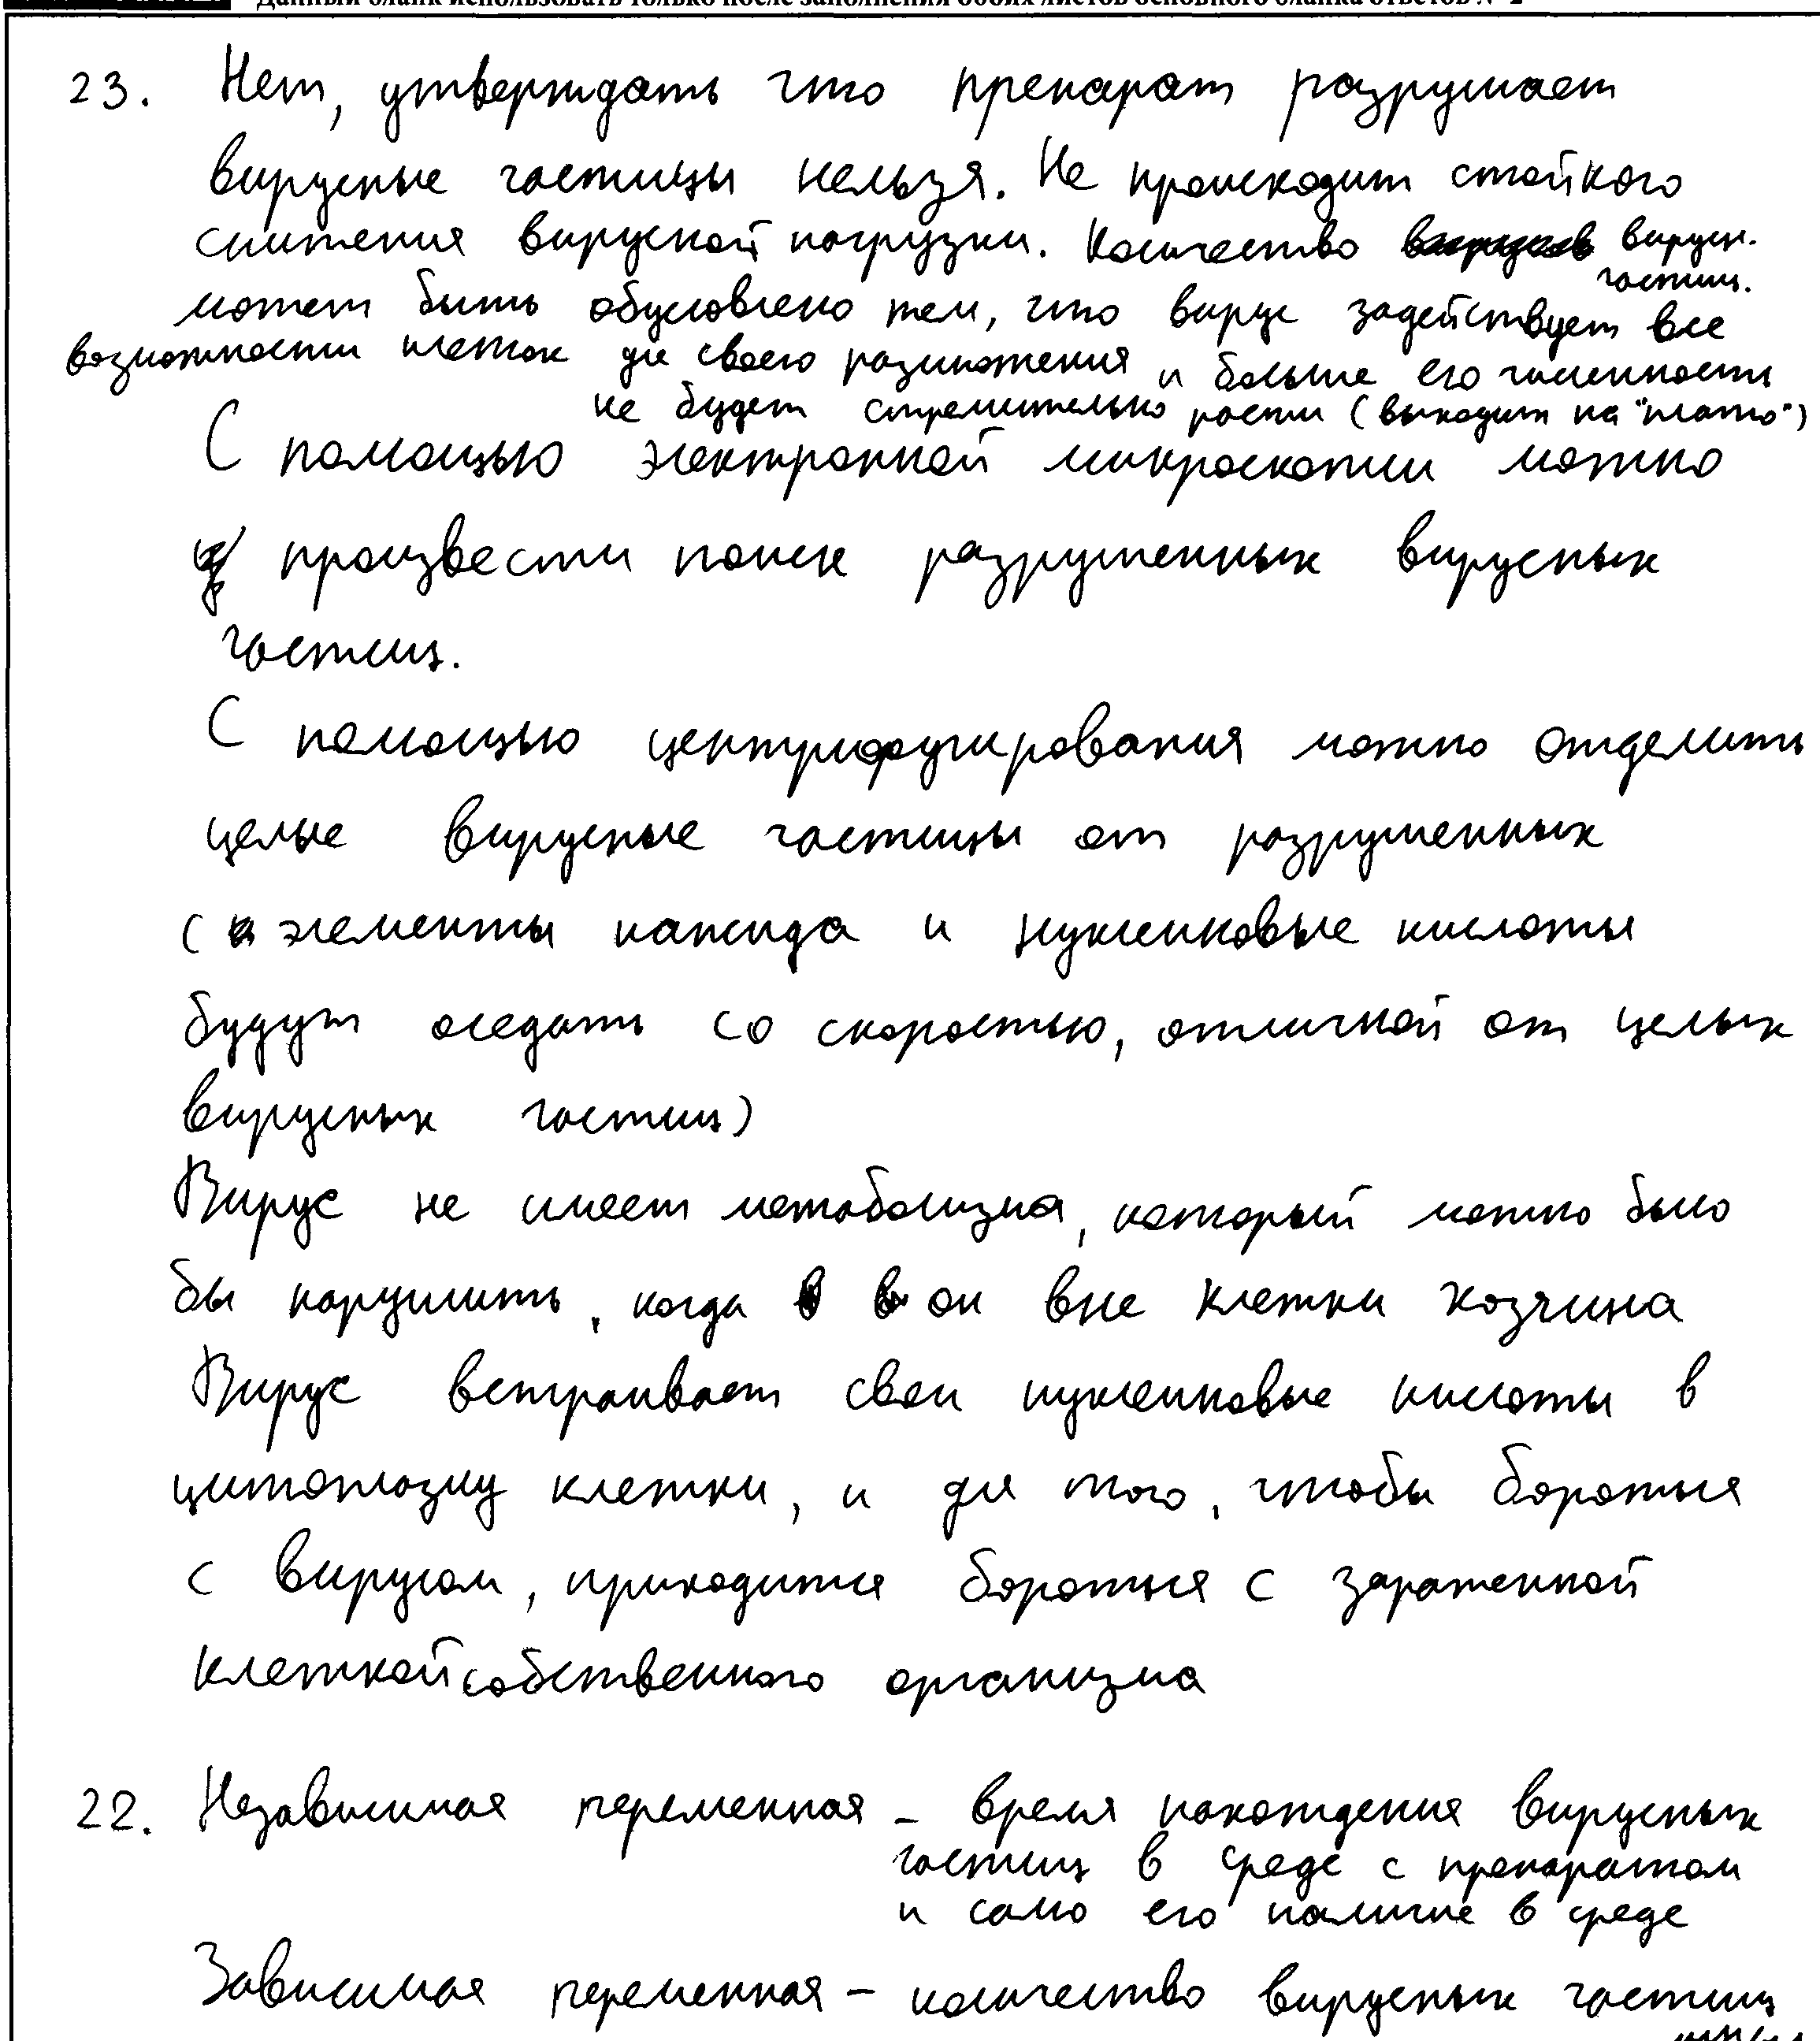 Данный бланк использовать только после заполнения обоих листов основного бланка ответов № 2
23. Нет, утверждать что препарат разрушает
вирусные частицы нельзя. Не происходит стойкого
снижения вирусной нагрузки. Количество вирусн.
частиц.
может быть обусловлено тем, что вирус задействует все
возможности клеток для своего размножения и больше его численность
не будет стремительно расти (выходит на "плато")
С помощью электронной микроскопии можно
произвести поиск разрушенных вирусных
частиц.
С помощью центрифугирования можно отделить
целые вирусные частицы от разрушенных
( элементы капсида и нуклеиновые кислоты
будут оседать со скоростью, отличной от целых
вирусных частиц)
Вирус не имеет метаболизма, который можно было
бы нарушить, когда он вне клетки хозяина
Вирус встраивает свои нуклеиновые кислоты в
цитоплазму клетки, и для того, чтобы бороться
с вирусом, приходится бороться с зараженной
клеткой собственного организма
22. Независимая переменная – время нахождения вирусных
частиц в среде с препаратом
и само его наличие в среде
Зависимая переменная – количество вирусных частиц